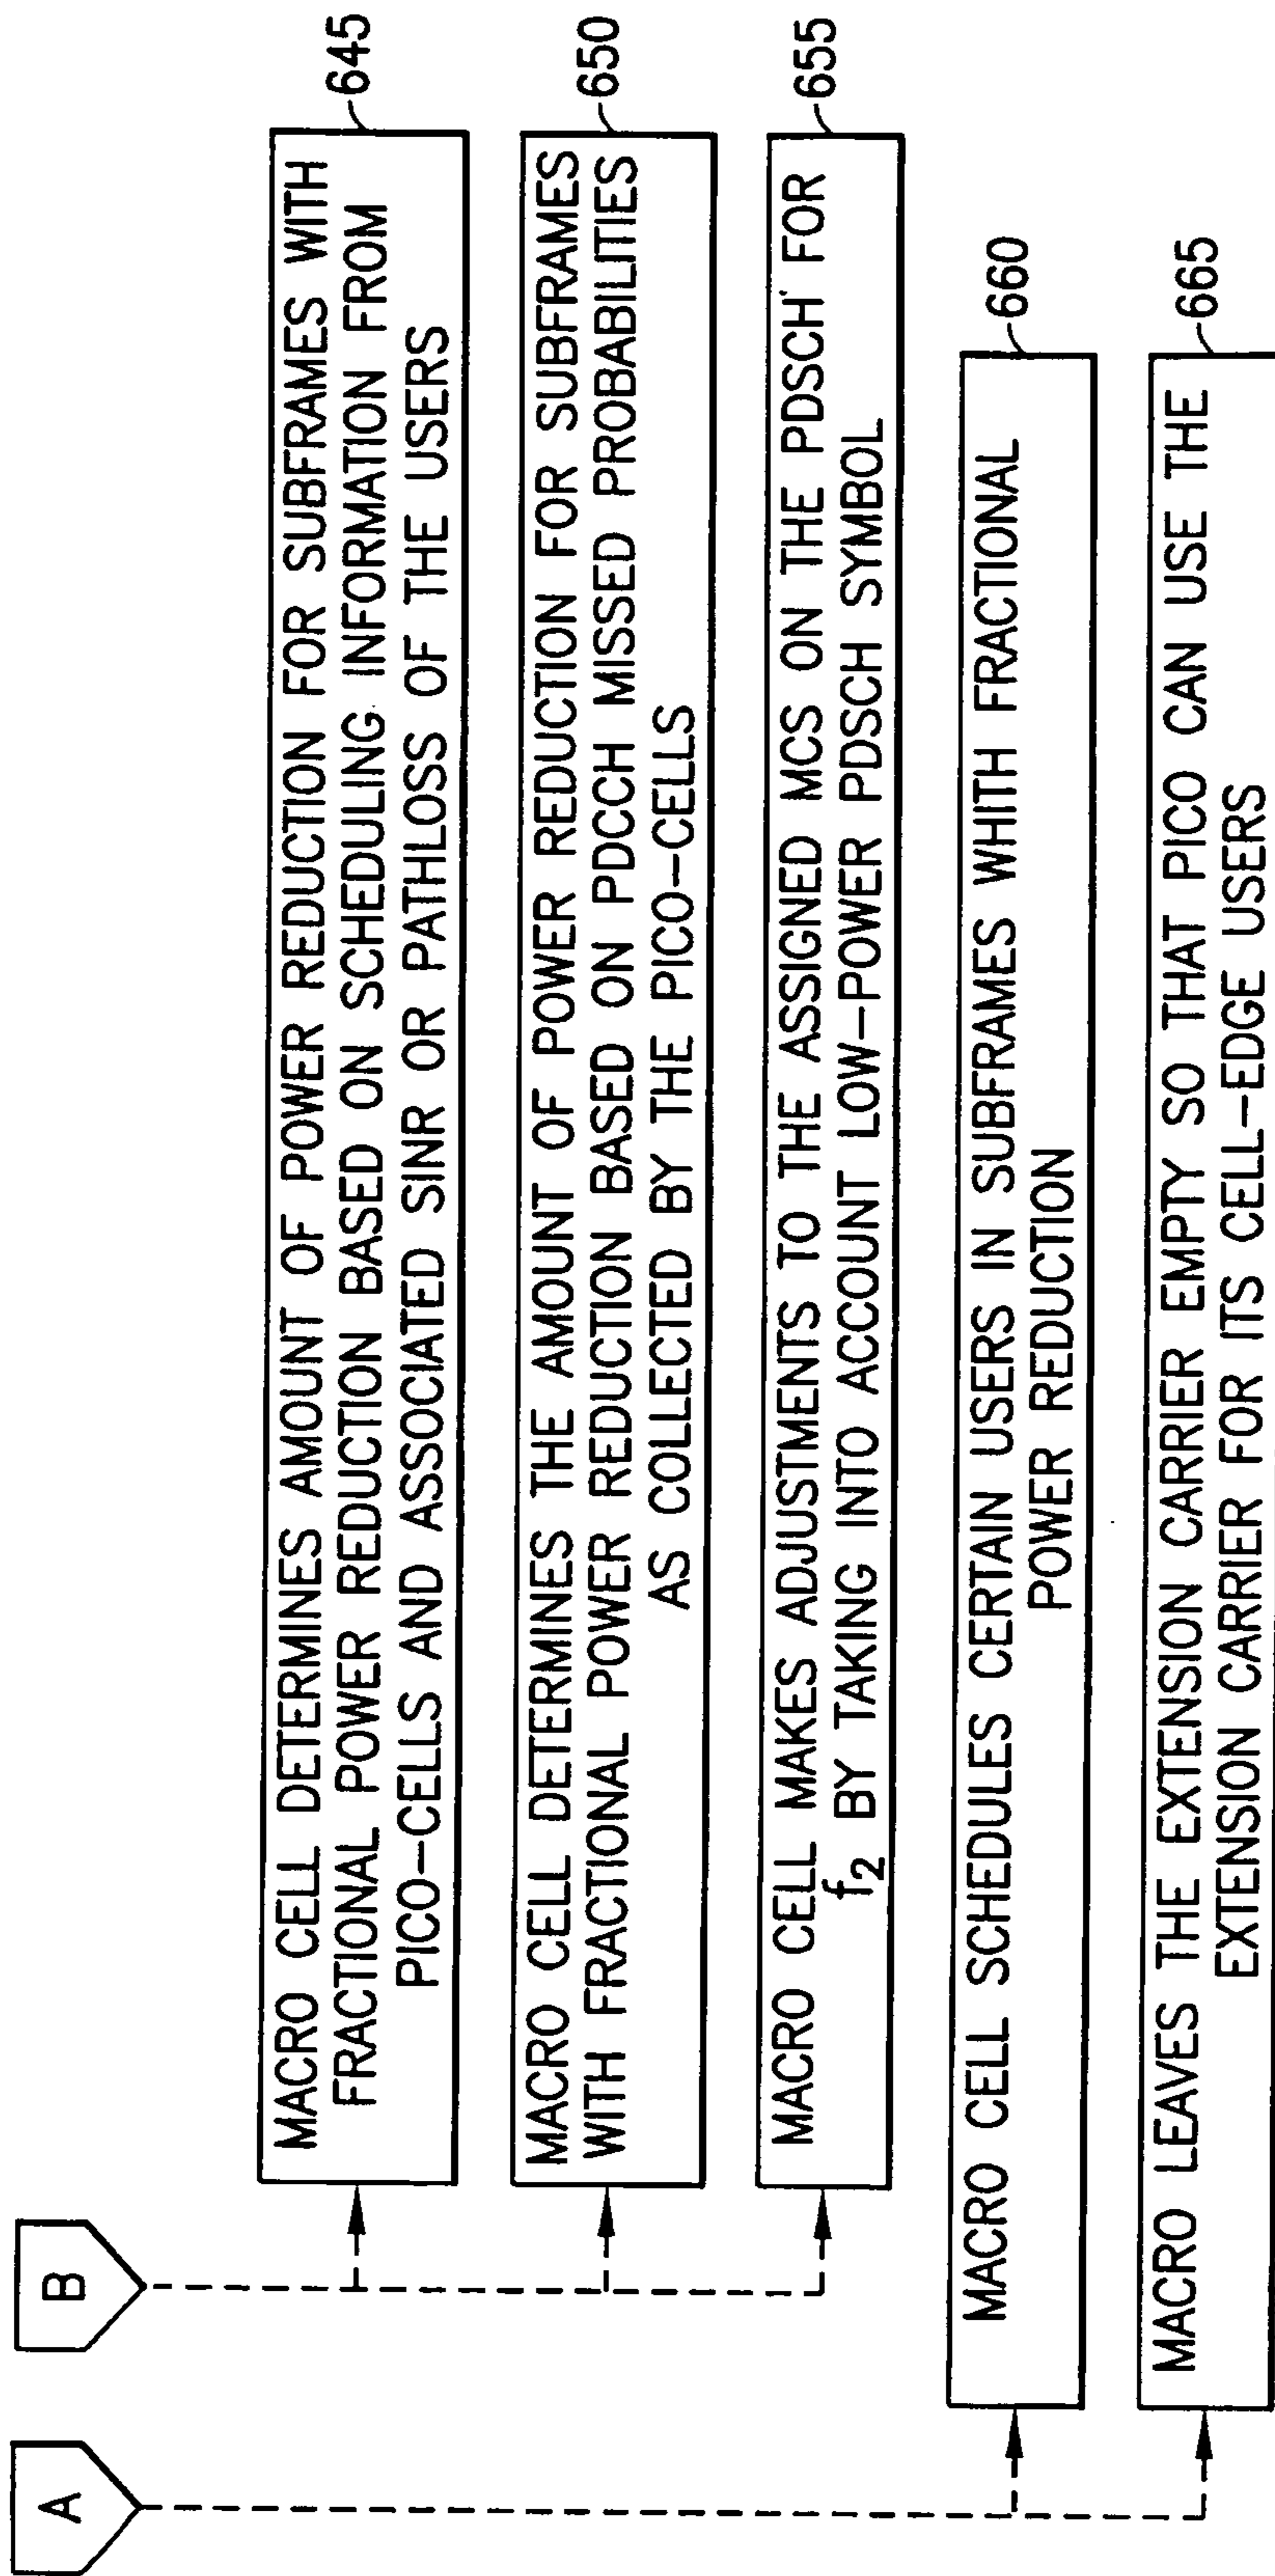 A
B
MACRO CELL DETERMINES AMOUNT OF POWER REDUCTION FOR SUBFRAMES WITH
FRACTIONAL POWER REDUCTION BASED ON SCHEDULING INFORMATION FROM
PICO-CELLS AND ASSOCIATED SINR OR PATHLOSS OF THE USERS
645
MACRO CELL DETERMINES THE AMOUNT OF POWER REDUCTION FOR SUBFRAMES
WITH FRACTIONAL POWER REDUCTION BASED ON PDCCH MISSED PROBABILITIES
AS COLLECTED BY THE PICO-CELLS
650
MACRO CELL MAKES ADJUSTMENTS TO THE ASSIGNED MCS ON THE PDSCH' FOR
f₂ BY TAKING INTO ACCOUNT LOW-POWER PDSCH SYMBOL
655
MACRO CELL SCHEDULES CERTAIN USERS IN SUBFRAMES WHITH FRACTIONAL
POWER REDUCTION
660
MACRO LEAVES THE EXTENSION CARRIER EMPTY SO THAT PICO CAN USE THE
EXTENSION CARRIER FOR ITS CELL-EDGE USERS
665